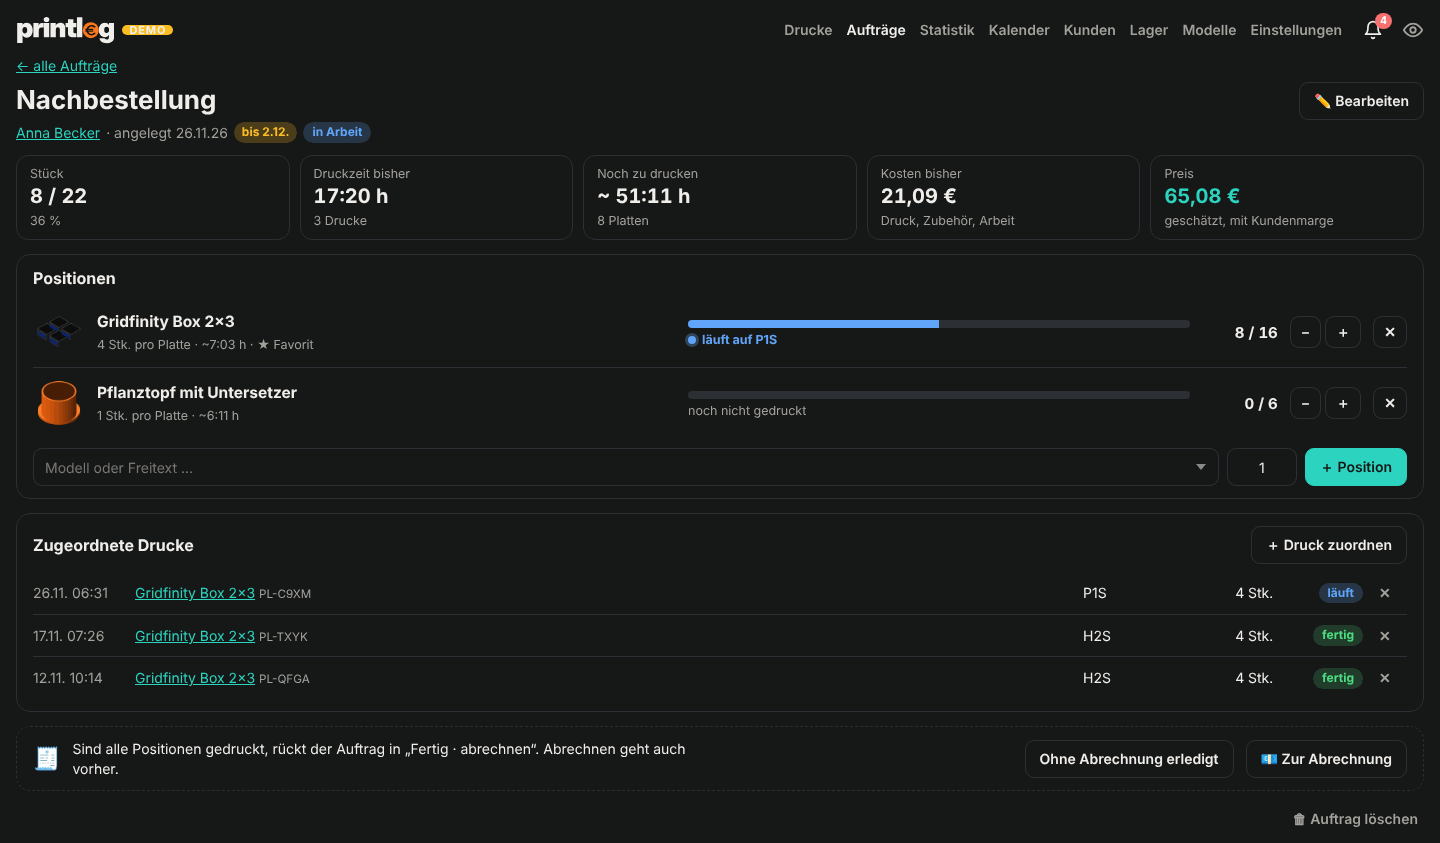 printlog DEMO
Drucke Aufträge Statistik Kalender Kunden Lager Modelle Einstellungen 4
← alle Aufträge
Nachbestellung
✏️ Bearbeiten
Anna Becker · angelegt 26.11.26 bis 2.12. in Arbeit
Stück
8 / 22
36 %
Druckzeit bisher
17:20 h
3 Drucke
Noch zu drucken
~ 51:11 h
8 Platten
Kosten bisher
21,09 €
Druck, Zubehör, Arbeit
Preis
65,08 €
geschätzt, mit Kundenmarge
Positionen
Gridfinity Box 2×3
4 Stk. pro Platte · ~7:03 h · ★ Favorit
läuft auf P1S
8 / 16 − + ✕
Pflanztopf mit Untersetzer
1 Stk. pro Platte · ~6:11 h
noch nicht gedruckt
0 / 6 − + ✕
Modell oder Freitext ... 1 + Position
Zugeordnete Drucke
+ Druck zuordnen
26.11. 06:31 Gridfinity Box 2×3 PL-C9XM P1S 4 Stk. läuft ✕
17.11. 07:26 Gridfinity Box 2×3 PL-TXYK H2S 4 Stk. fertig ✕
12.11. 10:14 Gridfinity Box 2×3 PL-QFGA H2S 4 Stk. fertig ✕
Sind alle Positionen gedruckt, rückt der Auftrag in „Fertig · abrechnen“. Abrechnen geht auch
vorher.
Ohne Abrechnung erledigt
💶 Zur Abrechnung
🗑 Auftrag löschen